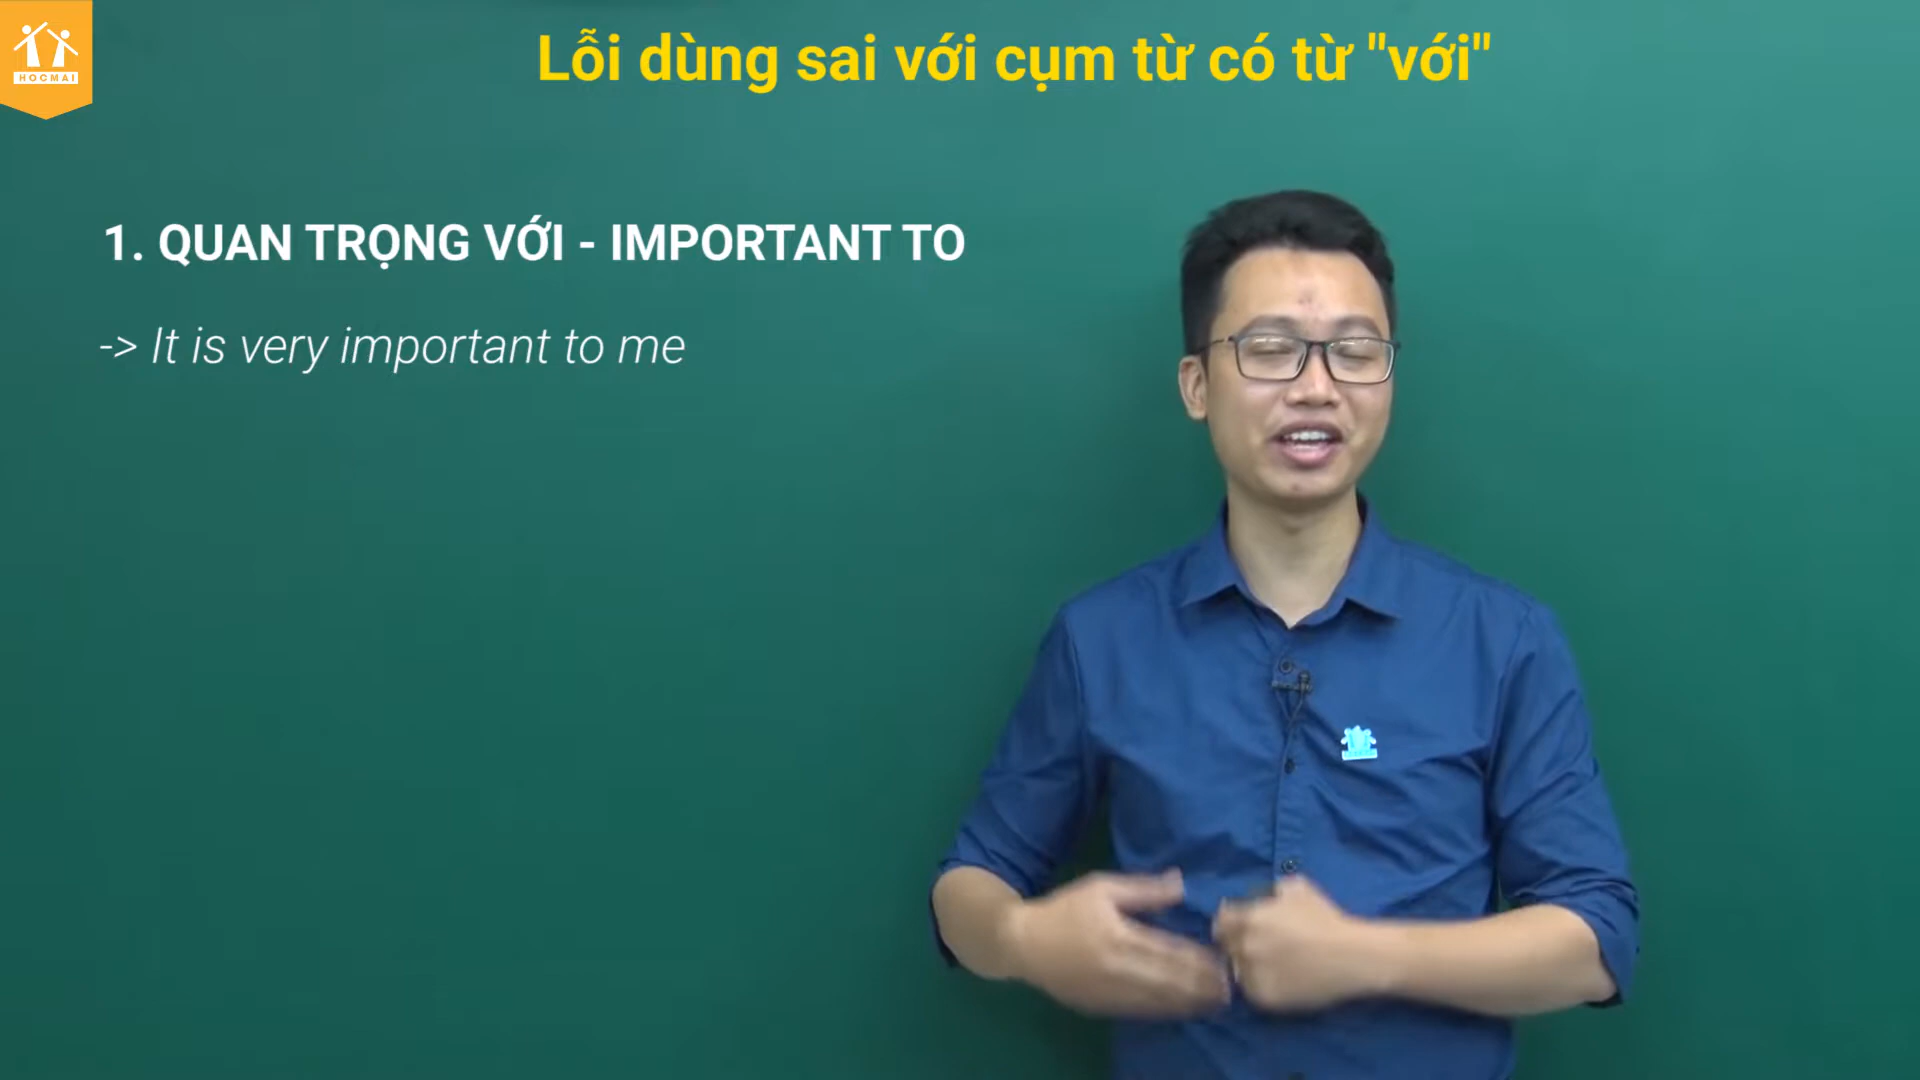 HOCMAI
Lỗi dùng sai với cụm từ có từ "với"
1. QUAN TRỌNG VỚI - IMPORTANT TO
-> It is very important to me